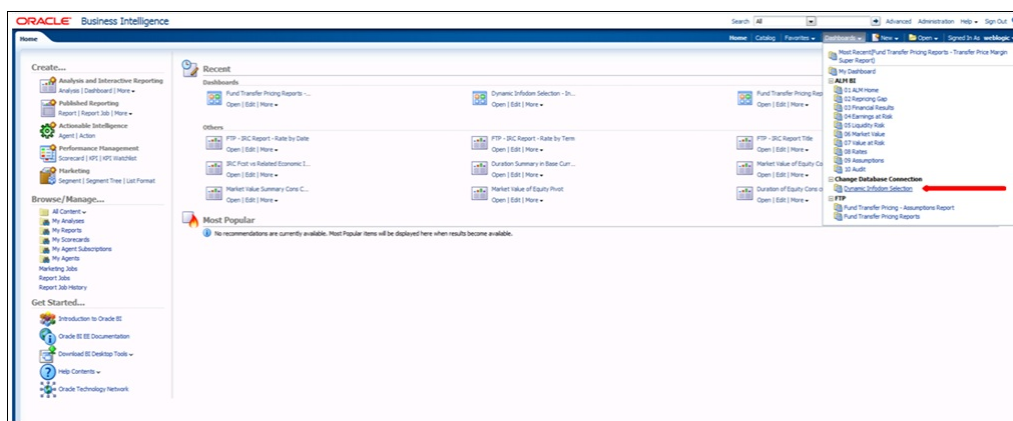 ORACLE Business Intelligence
Search All Advanced Administration Help Sign Out
Home
Home Catalog Favorites Dashboards New Open Signed In As weblogic
Create...
Analysis and Interactive Reporting
Analysis | Dashboard | More
Published Reporting
Report | Report Job | More
Actionable Intelligence
Agent | Action
Performance Management
Scorecard | KPI | KPI Watchlist
Marketing
Segment | Segment Tree | List Format
Browse/Manage...
All Content
My Analyses
My Reports
My Scorecards
My Agent Subscriptions
My Agents
Marketing Jobs
Report Jobs
Report Job History
Get Started...
Introduction to Oracle BI
Oracle BI EE Documentation
Download BI Desktop Tools
Help Contents
Oracle Technology Network
Recent
Dashboards
Fund Transfer Pricing Reports -...
Open | Edit | More
Dynamic Infodom Selection - In...
Open | Edit | More
Fund Transfer Pricing Rep
Open | Edit | More
Others
FTP - IRC Report - Rate by Date
Open | Edit | More
FTP - IRC Report - Rate by Term
Open | Edit | More
FTP - IRC Report Title
Open | Edit | More
IRC Fcst vs Related Economic I...
Open | Edit | More
Duration Summary in Base Curr...
Open | Edit | More
Market Value of Equity Co
Open | Edit | More
Market Value Summary Cons C...
Open | Edit | More
Market Value of Equity Pivot
Open | Edit | More
Duration of Equity Cons o
Open | Edit | More
Most Popular
No recommendations are currently available. Most Popular items will be displayed here when results become available.
Most Recent(Fund Transfer Pricing Reports - Transfer Price Margin
Super Report)
My Dashboard
ALM BI
01 ALM Home
02 Repricing Gap
03 Financial Results
04 Earnings at Risk
05 Liquidity Risk
06 Market Value
07 Value at Risk
08 Rates
09 Assumptions
10 Audit
Change Database Connection
Dynamic Infodom Selection
FTP
Fund Transfer Pricing - Assumptions Report
Fund Transfer Pricing Reports